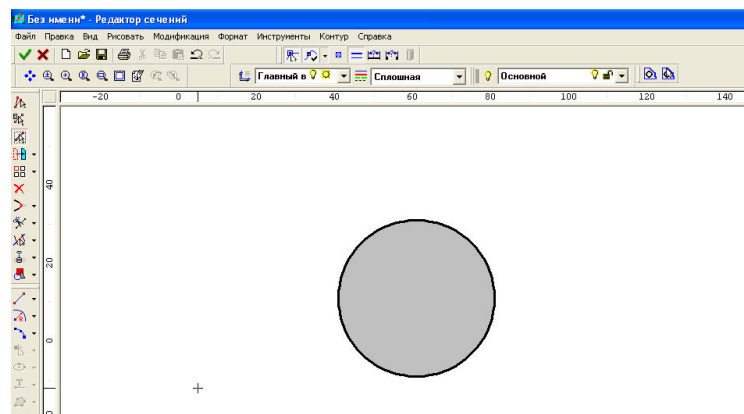 Без имени* - Редактор сечений
Файл Правка Вид Рисовать Модификация Формат Инструменты Контур Справка
Главный в Сплошная Основной
-20 0 20 40 60 80 100 120 140
40
20
0